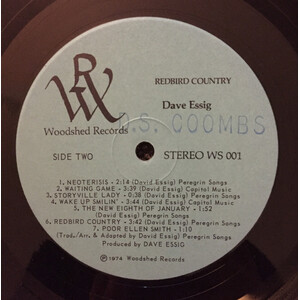 WR
REDBIRD COUNTRY
Dave Essig
D.S. COOMBS
Woodshed Records
SIDE TWO
STEREO WS 001
1. NEOTERISIS - 2:14 (David Essig) Peregrin Songs
2. WAITING GAME - 3:39 (David Essig) Capitol Music
3. STORYVILLE LADY - 0:38 (David Essig) Peregrin Songs
4. WAKE UP SMILIN' - 3:44 (David Essig) Capitol Music
5. THE NEW EIGHTH OF JANUARY - 1:52
(David Essig) Peregrin Songs
6. REDBIRD COUNTRY - 2:42 (David Essig) Peregrin Songs
7. POOR ELLEN SMITH - 1:10
(Trad./Arr. & Adapted by David Essig) Peregrin Songs
Produced by DAVE ESSIG
℗ 1974 Woodshed Records